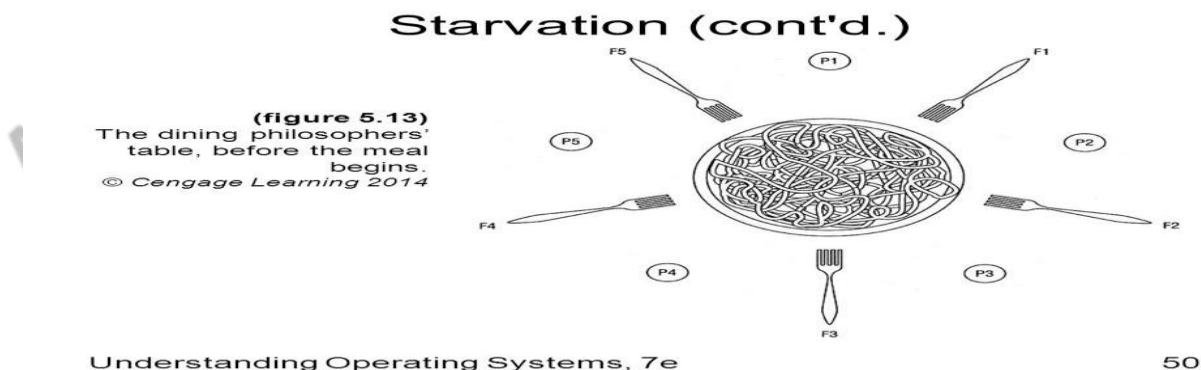 Starvation (cont'd.)
(figure 5.13)
The dining philosophers'
table, before the meal
begins.
© Cengage Learning 2014
F5
P1
F1
P5
P2
F4
F2
P4
P3
F3
Understanding Operating Systems, 7e
50